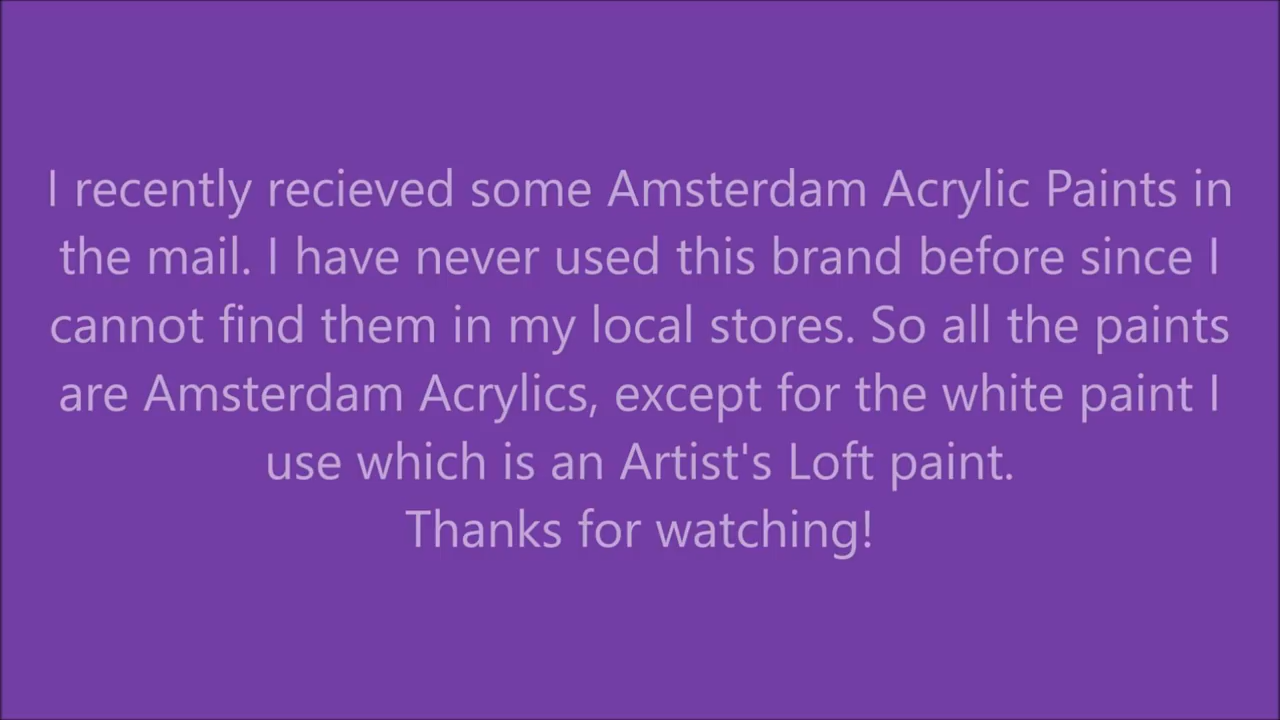 I recently recieved some Amsterdam Acrylic Paints in
the mail. I have never used this brand before since I
cannot find them in my local stores. So all the paints
are Amsterdam Acrylics, except for the white paint I
use which is an Artist's Loft paint.
Thanks for watching!